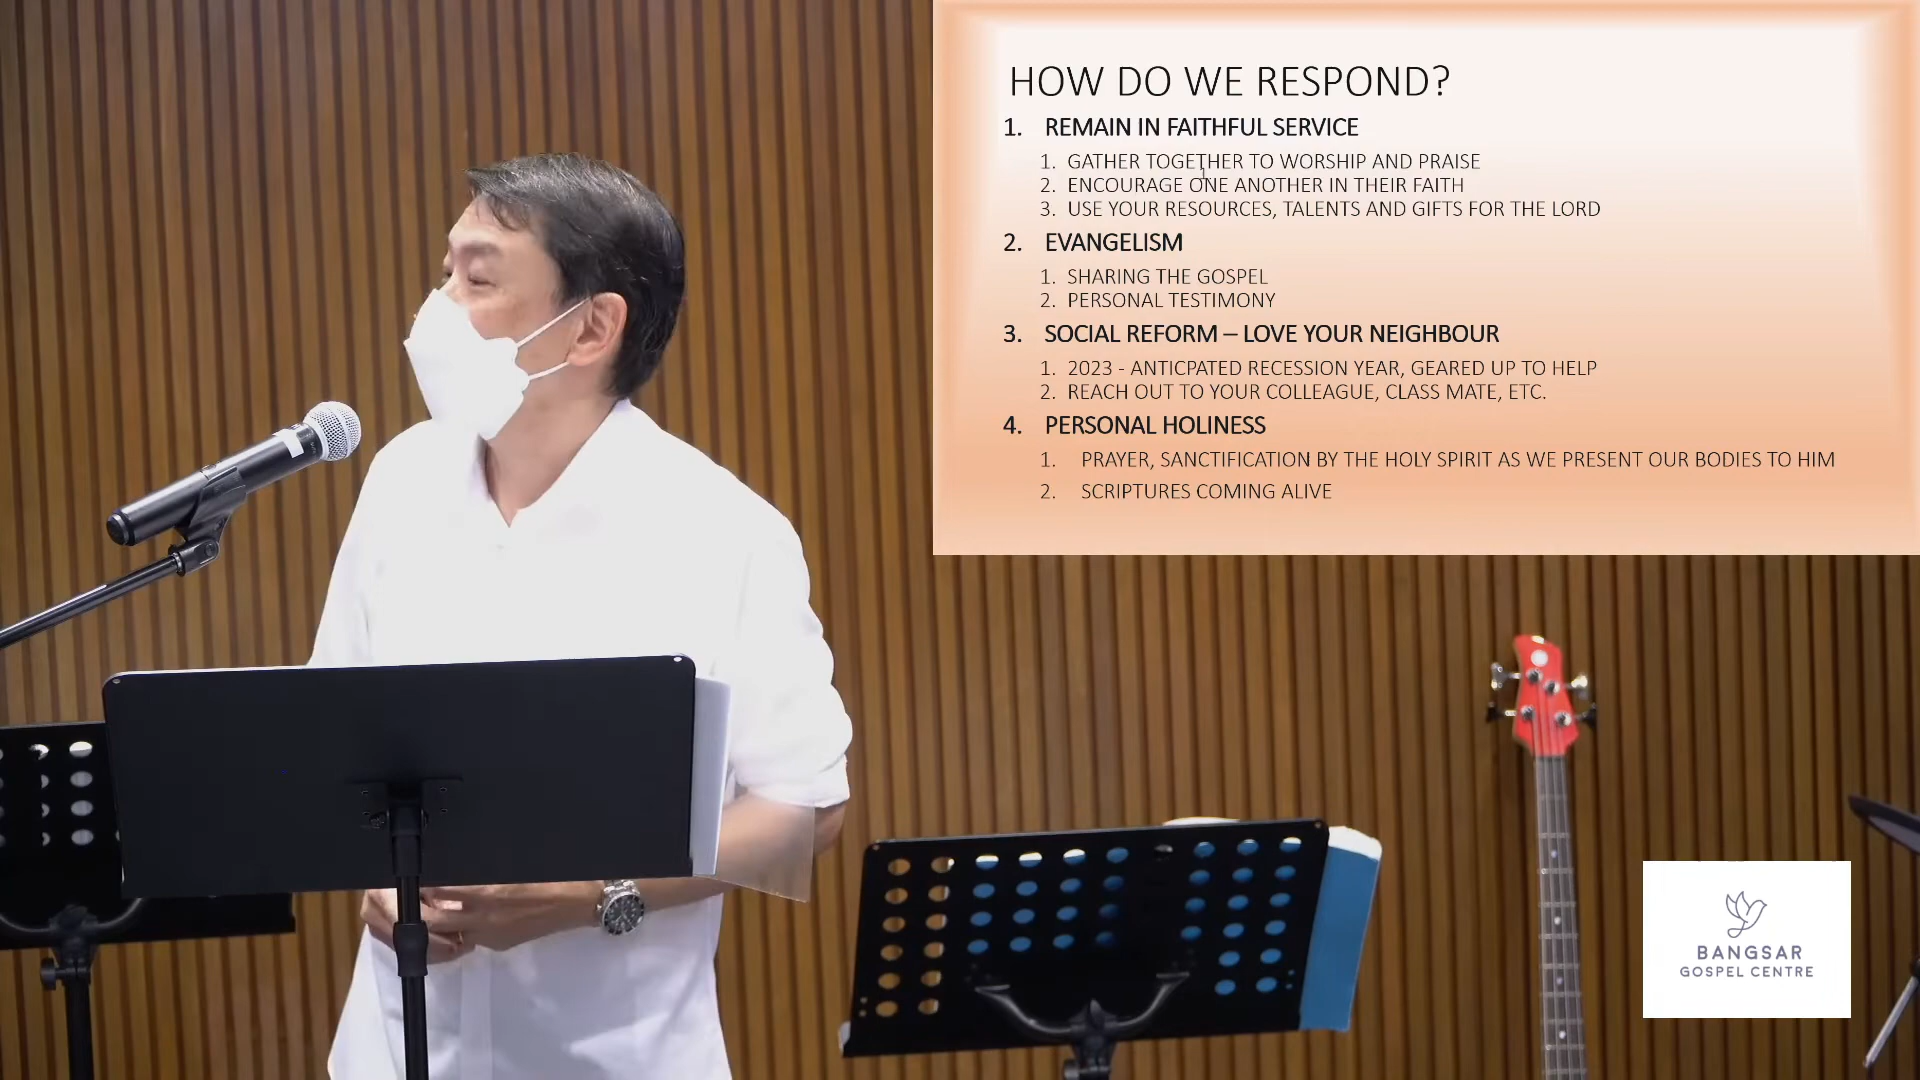 HOW DO WE RESPOND?
1. REMAIN IN FAITHFUL SERVICE
1. GATHER TOGETHER TO WORSHIP AND PRAISE
2. ENCOURAGE ONE ANOTHER IN THEIR FAITH
3. USE YOUR RESOURCES, TALENTS AND GIFTS FOR THE LORD
2. EVANGELISM
1. SHARING THE GOSPEL
2. PERSONAL TESTIMONY
3. SOCIAL REFORM – LOVE YOUR NEIGHBOUR
1. 2023 - ANTICPATED RECESSION YEAR, GEARED UP TO HELP
2. REACH OUT TO YOUR COLLEAGUE, CLASS MATE, ETC.
4. PERSONAL HOLINESS
1. PRAYER, SANCTIFICATION BY THE HOLY SPIRIT AS WE PRESENT OUR BODIES TO HIM
2. SCRIPTURES COMING ALIVE
BANGSAR
GOSPEL CENTRE